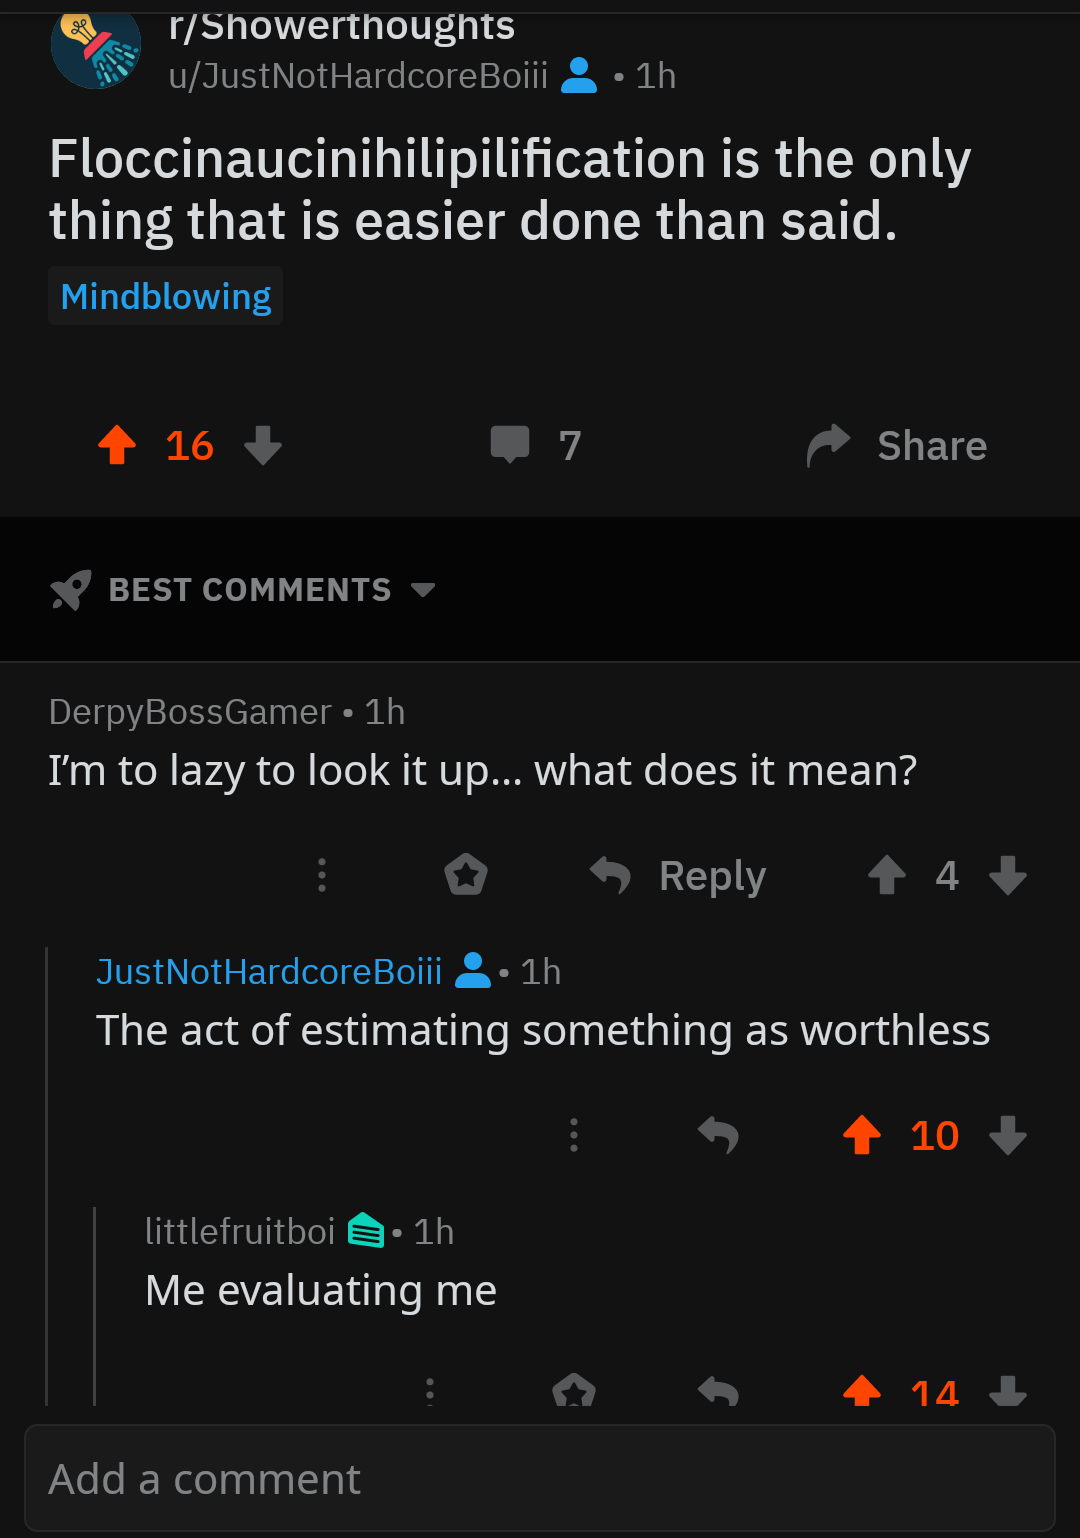 r/Showerthoughts
u/JustNotHardcoreBoiii • 1h
Floccinaucinihilipilification is the only
thing that is easier done than said.
Mindblowing
16 7 Share
BEST COMMENTS
DerpyBossGamer • 1h
I’m to lazy to look it up... what does it mean?
Reply 4
JustNotHardcoreBoiii • 1h
The act of estimating something as worthless
10
littlefruitboi • 1h
Me evaluating me
14
Add a comment